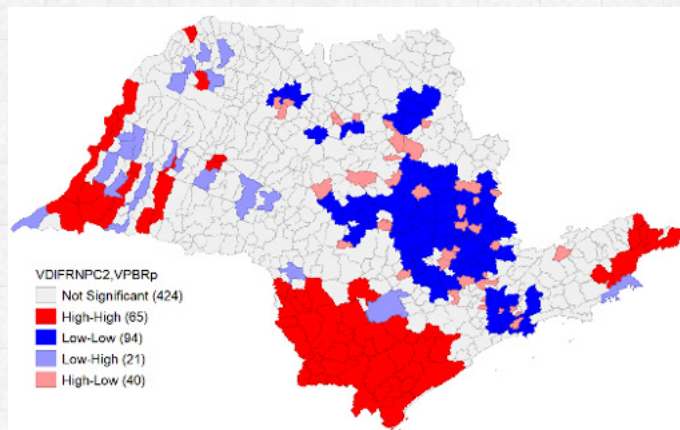 VDIFRNPC2,VPBRp
Not Significant (424)
High-High (65)
Low-Low (94)
Low-High (21)
High-Low (40)